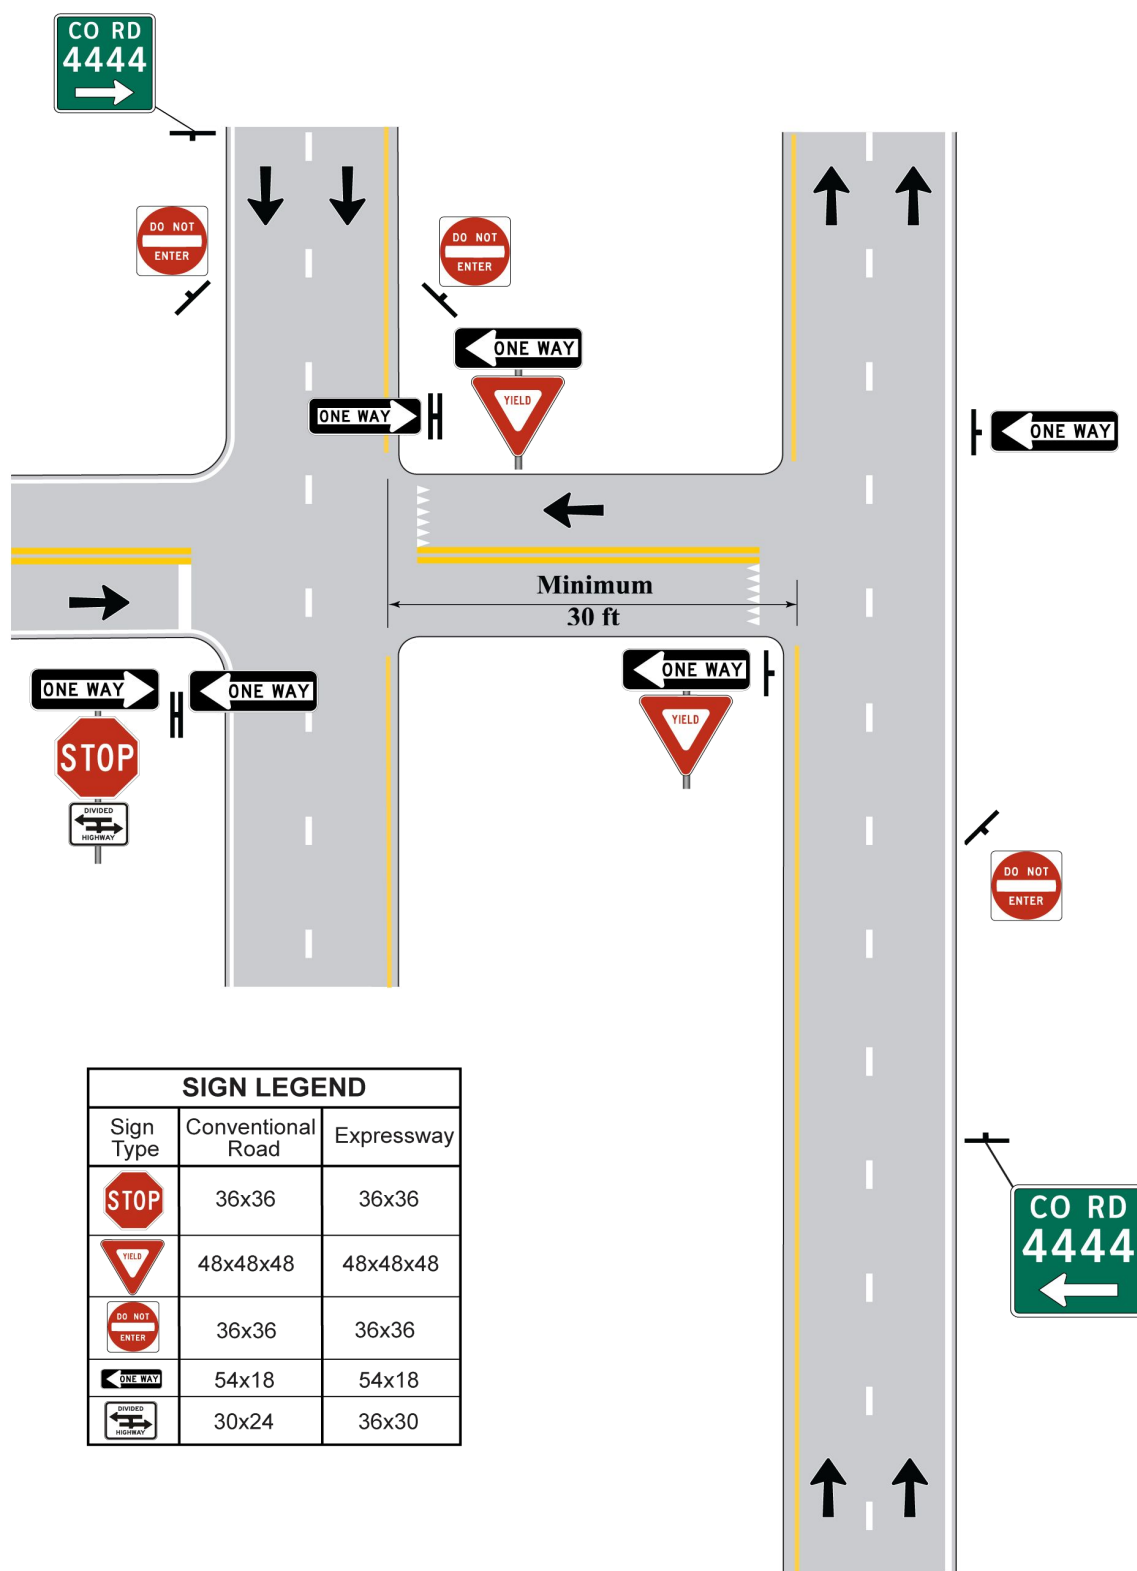 CO RD
4444
DO NOT
ENTER
DO NOT
ENTER
ONE WAY
YIELD
ONE WAY
ONE WAY
Minimum
30 ft
ONE WAY
YIELD
ONE WAY
ONE WAY
STOP
DIVIDED
HIGHWAY
DO NOT
ENTER
CO RD
4444
SIGN LEGEND
Sign
Type
Conventional
Road
Expressway
STOP
36x36
36x36
YIELD
48x48x48
48x48x48
DO NOT
ENTER
36x36
36x36
ONE WAY
54x18
54x18
DIVIDED
HIGHWAY
30x24
36x30